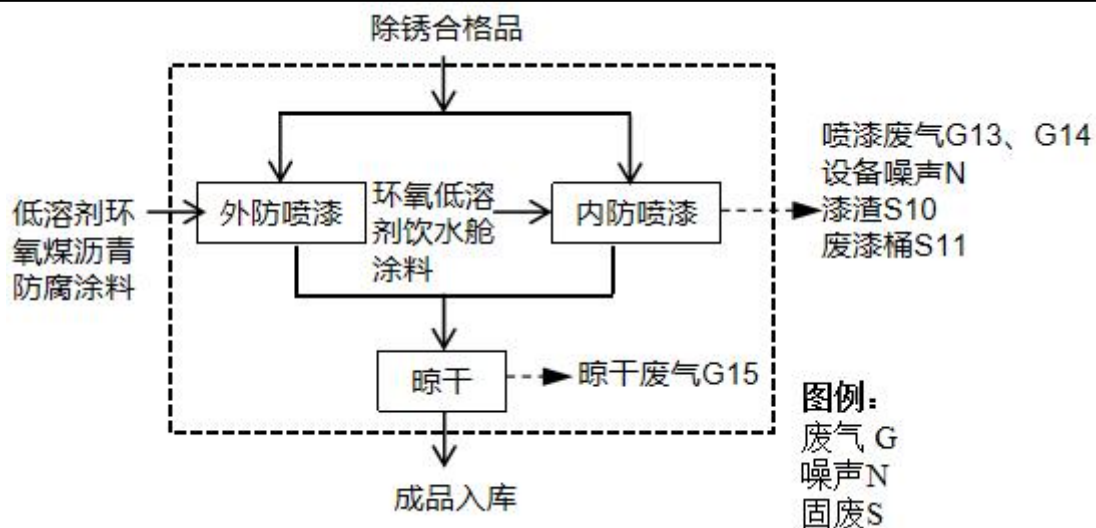 除锈合格品
喷漆废气G13、G14
设备噪声N
漆渣S10
废漆桶S11
低溶剂环
氧煤沥青
防腐涂料
外防喷漆
环氧低溶
剂饮水舱
涂料
内防喷漆
晾干
晾干废气G15
成品入库
图例：
废气 G
噪声N
固废S